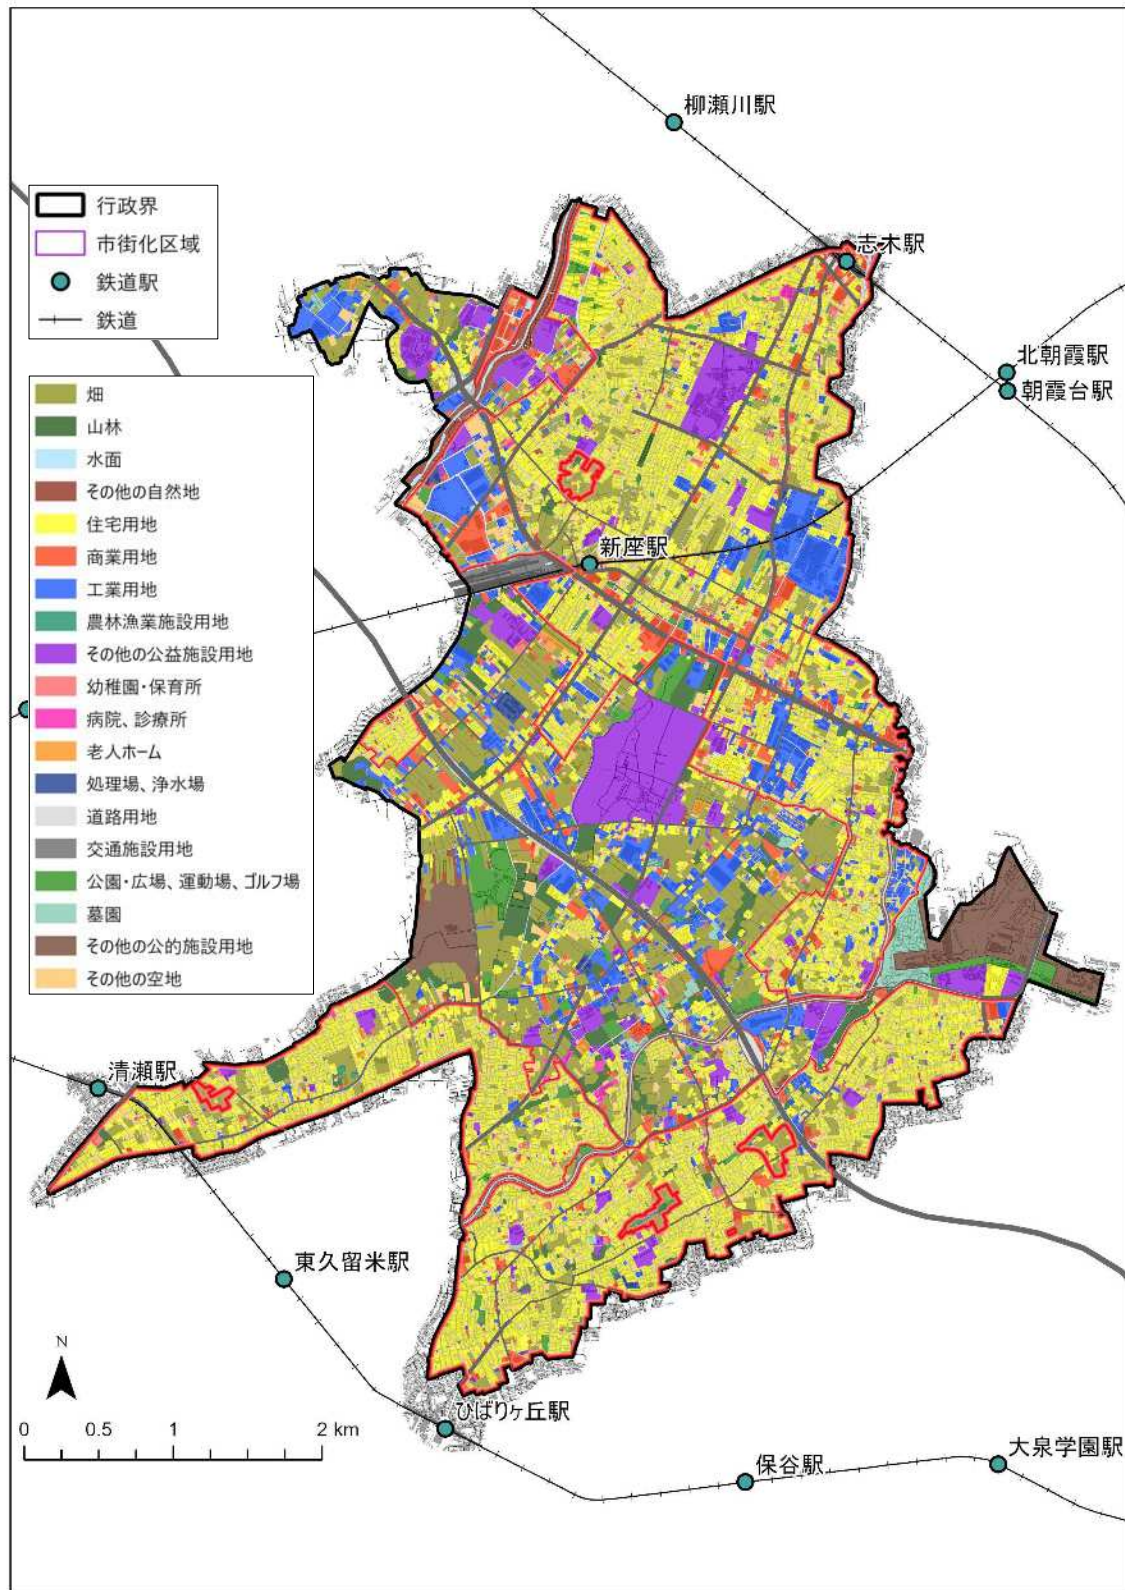 柳瀬川駅
志木駅
北朝霞駅
朝霞台駅
行政界
市街化区域
鉄道駅
鉄道
畑
山林
水面
その他の自然地
住宅用地
商業用地
工業用地
農林漁業施設用地
その他の公益施設用地
幼稚園・保育所
病院、診療所
老人ホーム
処理場、浄水場
道路用地
交通施設用地
公園・広場、運動場、ゴルフ場
墓園
その他の公的施設用地
その他の空地
新座駅
清瀬駅
東久留米駅
ひばりヶ丘駅
保谷駅
大泉学園駅
N
0 0.5 1 2 km